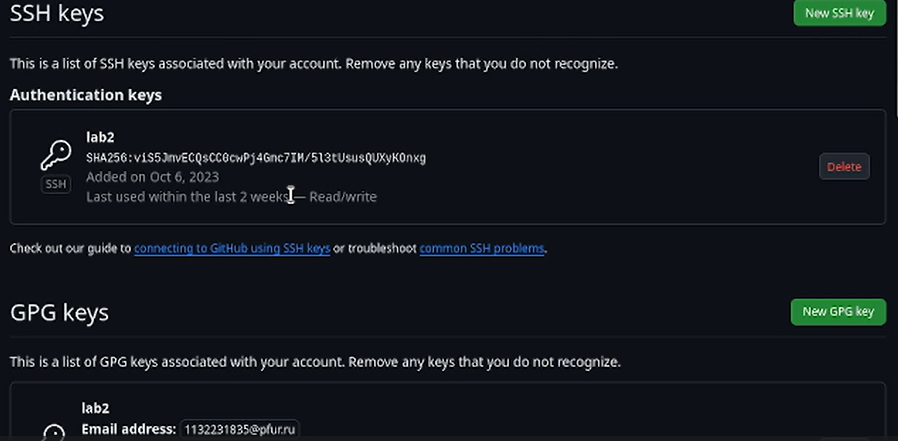 SSH keys
New SSH key
This is a list of SSH keys associated with your account. Remove any keys that you do not recognize.
Authentication keys
lab2
SHA256:viS5JmvECQsCC0cwPj4Gmc7IM/5l3tUsusQUXyKOnxg
SSH
Added on Oct 6, 2023
Last used within the last 2 weeks — Read/write
Delete
Check out our guide to connecting to GitHub using SSH keys or troubleshoot common SSH problems.
GPG keys
New GPG key
This is a list of GPG keys associated with your account. Remove any keys that you do not recognize.
lab2
Email address: 1132231835@pfur.ru